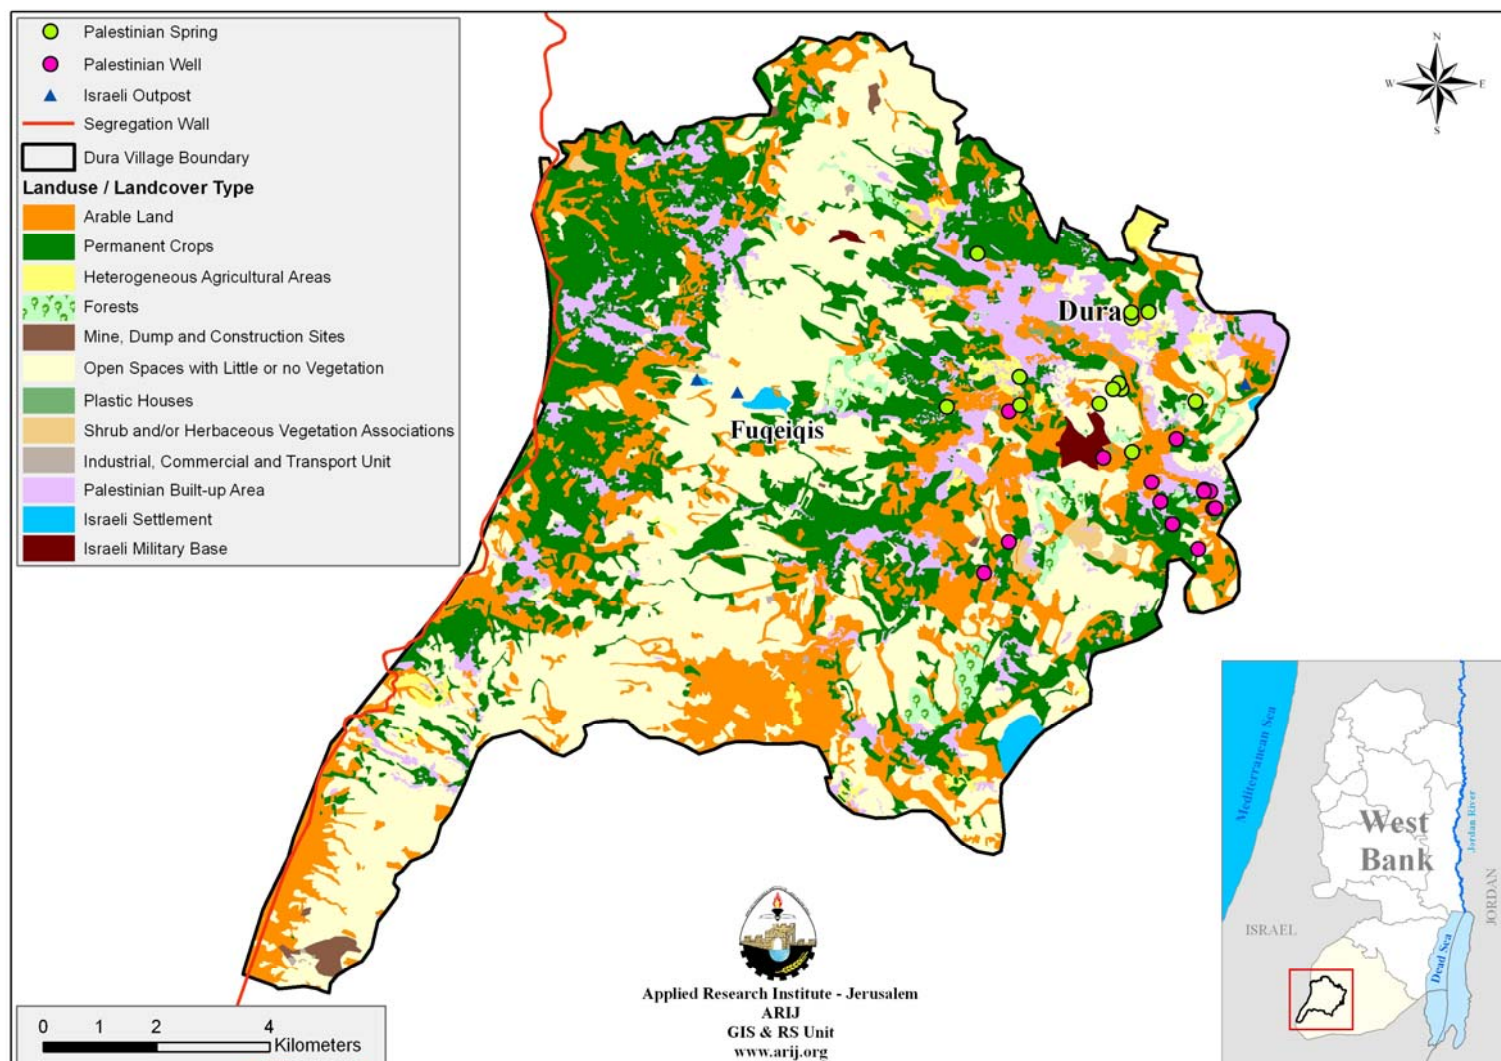 Palestinian Spring
Palestinian Well
Israeli Outpost
Segregation Wall
Dura Village Boundary
Landuse / Landcover Type
Arable Land
Permanent Crops
Heterogeneous Agricultural Areas
Forests
Mine, Dump and Construction Sites
Open Spaces with Little or no Vegetation
Plastic Houses
Shrub and/or Herbaceous Vegetation Associations
Industrial, Commercial and Transport Unit
Palestinian Built-up Area
Israeli Settlement
Israeli Military Base
N
W E
S
Dura
Fuqeiqis
Mediterranean Sea
West
Bank
Jordan River
JORDAN
ISRAEL
Dead Sea
Applied Research Institute - Jerusalem
ARIJ
GIS & RS Unit
www.arij.org
0 1 2 4
Kilometers